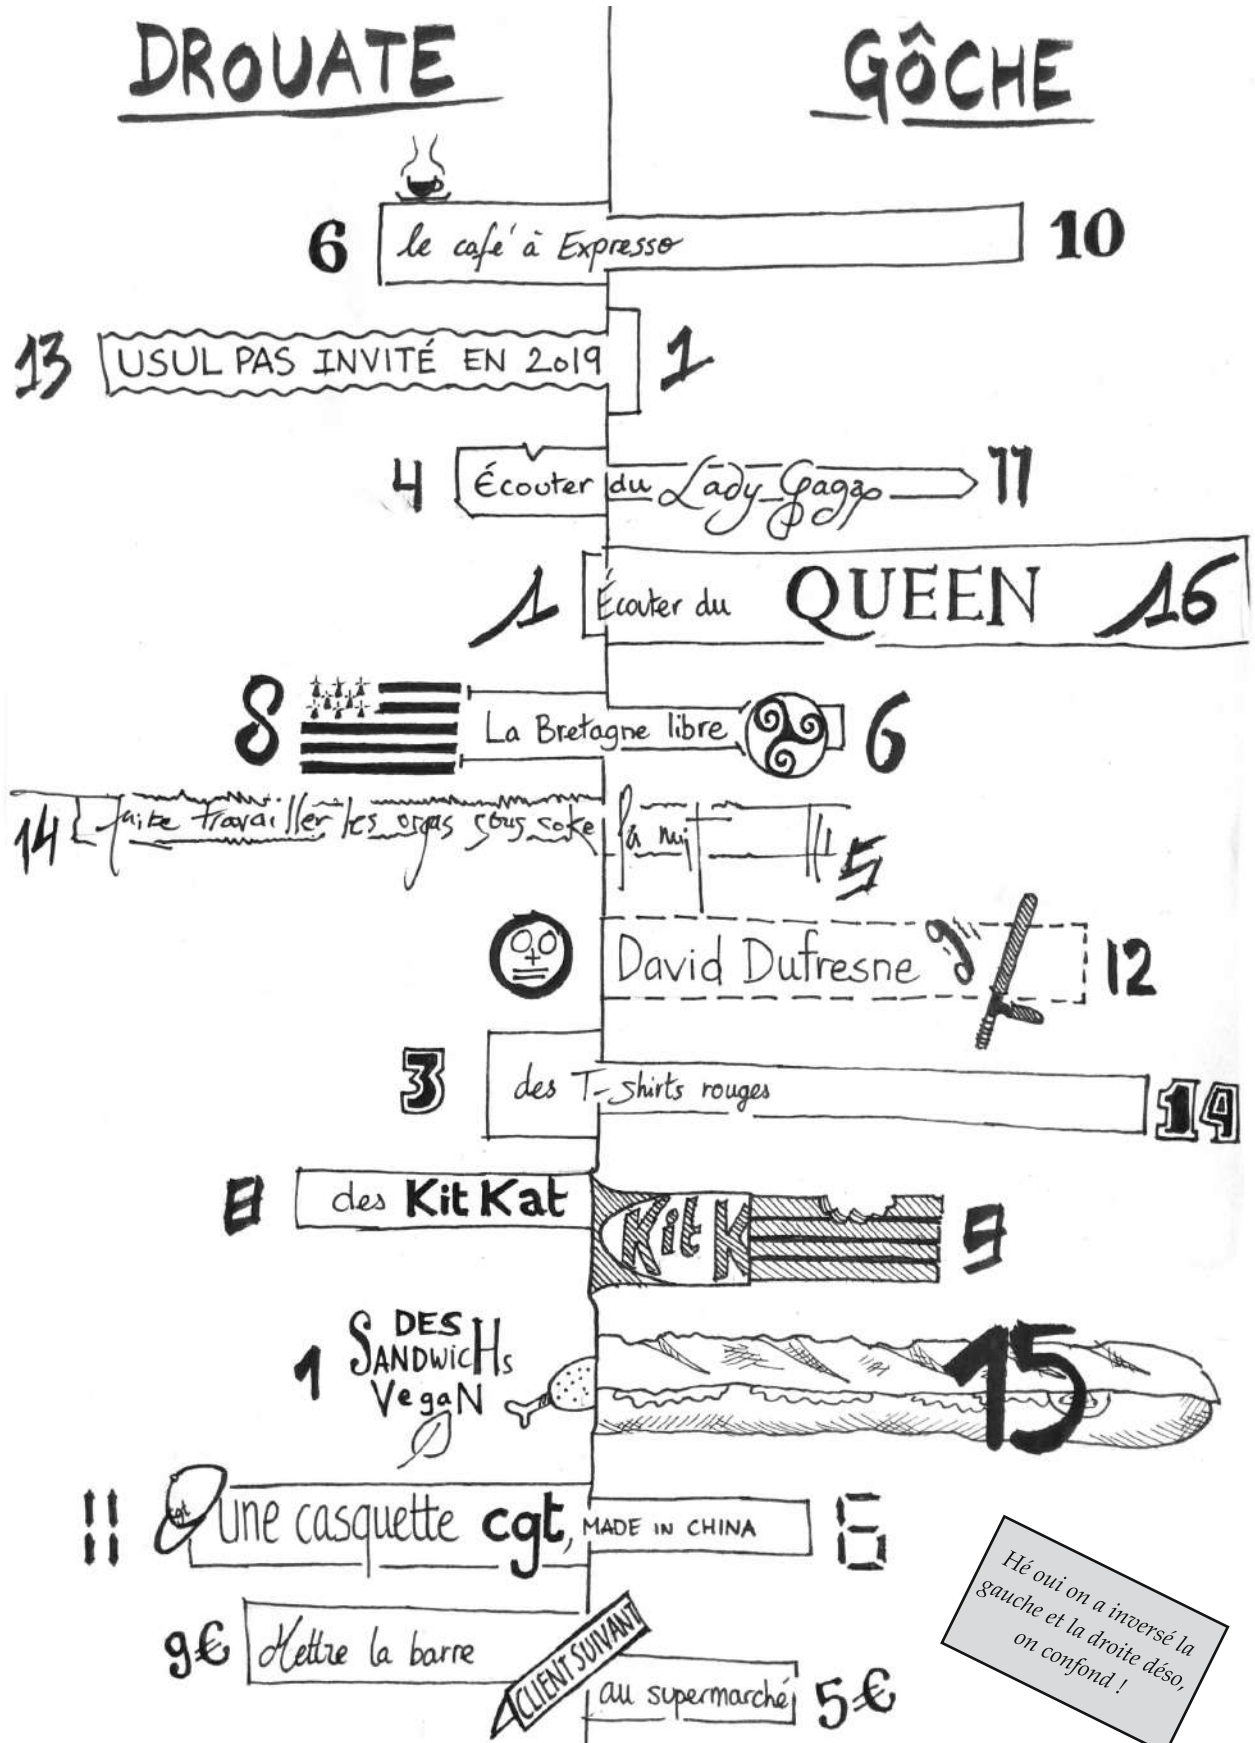 DROUATE
GÔCHE
6 le café à Expresso 10
13 USUL PAS INVITÉ EN 2019 1
4 Écouter du Lady Gaga 11
1 Écouter du QUEEN 16
8 La Bretagne libre 6
14 faire travailler les orgas sous coke la nuit 5
David Dufresne 12
3 des T-shirts rouges 14
8 des Kit Kat Kit K 9
1 DES
SANDWICHs
VegaN
15
11 cgt Une casquette cgt, MADE IN CHINA 6
9€ Mettre la barre
CLIENT SUIVANT
au supermarché 5€
Hé oui on a inversé la
gauche et la droite déso,
on confond !